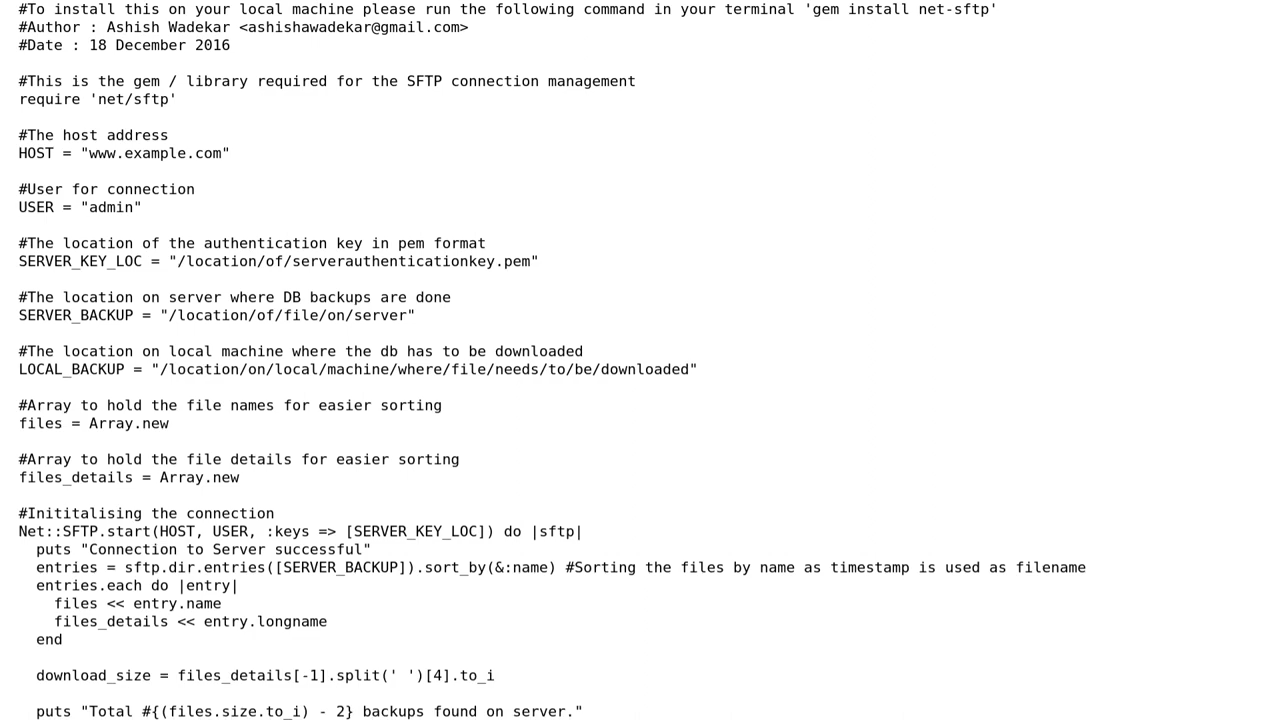 #To install this on your local machine please run the following command in your terminal 'gem install net-sftp'
#Author : Ashish Wadekar <ashishawadekar@gmail.com>
#Date : 18 December 2016

#This is the gem / library required for the SFTP connection management
require 'net/sftp'

#The host address
HOST = "www.example.com"

#User for connection
USER = "admin"

#The location of the authentication key in pem format
SERVER_KEY_LOC = "/location/of/serverauthenticationkey.pem"

#The location on server where DB backups are done
SERVER_BACKUP = "/location/of/file/on/server"

#The location on local machine where the db has to be downloaded
LOCAL_BACKUP = "/location/on/local/machine/where/file/needs/to/be/downloaded"

#Array to hold the file names for easier sorting
files = Array.new

#Array to hold the file details for easier sorting
files_details = Array.new

#Inititalising the connection
Net::SFTP.start(HOST, USER, :keys => [SERVER_KEY_LOC]) do |sftp|
  puts "Connection to Server successful"
  entries = sftp.dir.entries([SERVER_BACKUP]).sort_by(&:name) #Sorting the files by name as timestamp is used as filename
  entries.each do |entry|
    files << entry.name
    files_details << entry.longname
  end

  download_size = files_details[-1].split(' ')[4].to_i

  puts "Total #{(files.size.to_i) - 2} backups found on server."